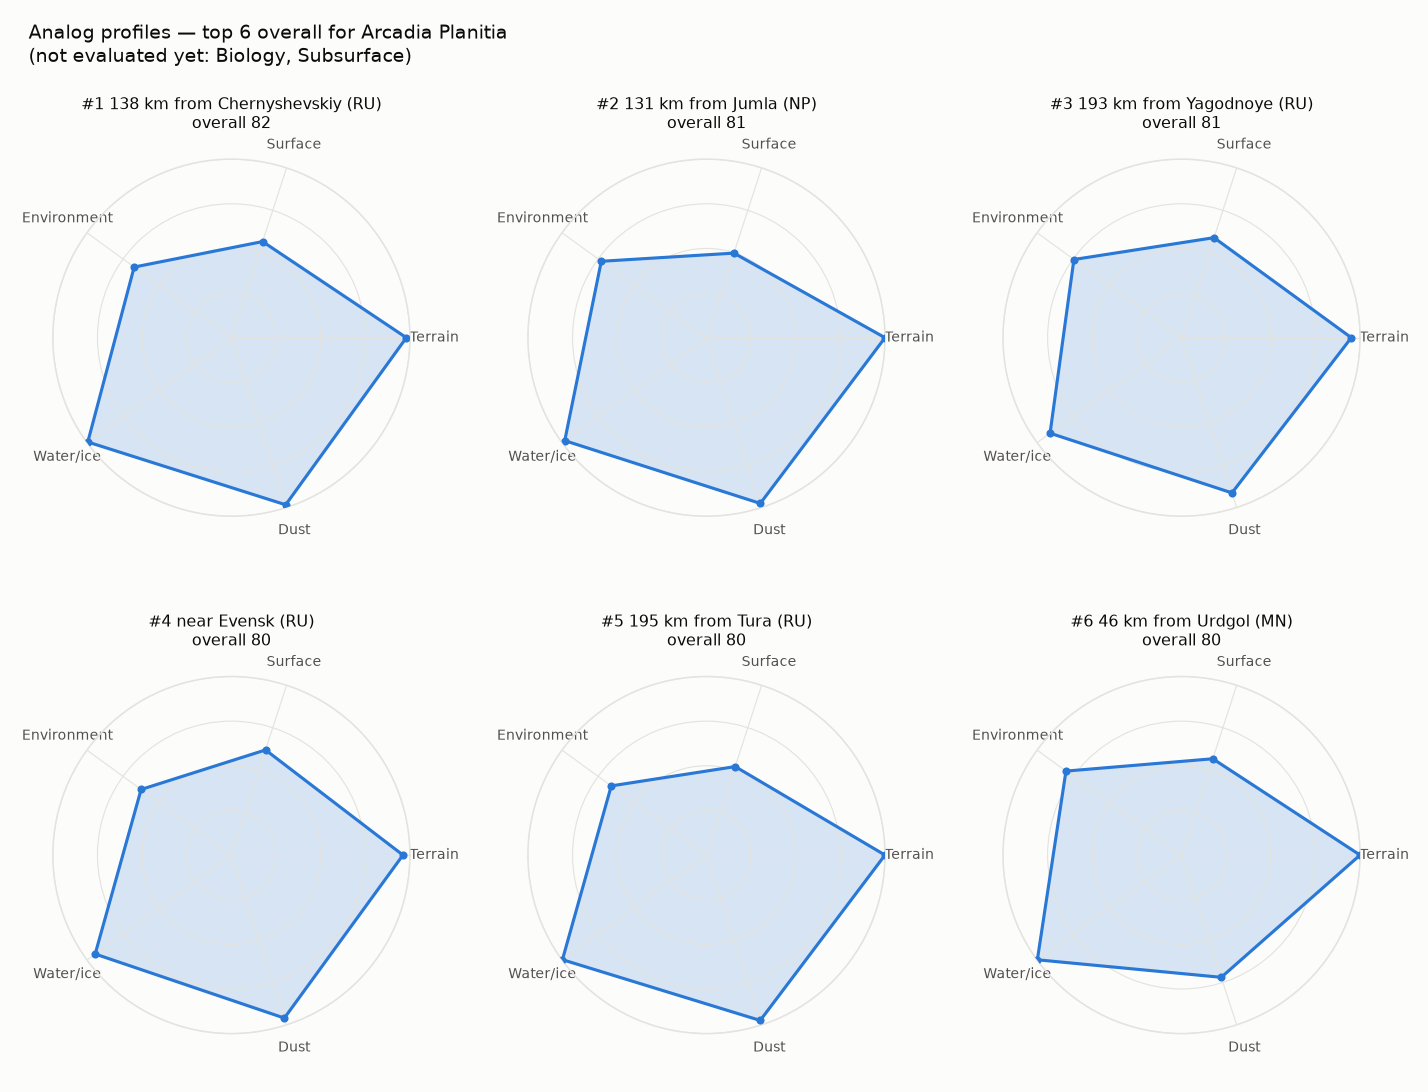 Analog profiles — top 6 overall for Arcadia Planitia
(not evaluated yet: Biology, Subsurface)
#1 138 km from Chernyshevskiy (RU)
overall 82
Surface
Environment
Terrain
Water/ice
Dust
#2 131 km from Jumla (NP)
overall 81
Surface
Environment
Terrain
Water/ice
Dust
#3 193 km from Yagodnoye (RU)
overall 81
Surface
Environment
Terrain
Water/ice
Dust
#4 near Evensk (RU)
overall 80
Surface
Environment
Terrain
Water/ice
Dust
#5 195 km from Tura (RU)
overall 80
Surface
Environment
Terrain
Water/ice
Dust
#6 46 km from Urdgol (MN)
overall 80
Surface
Environment
Terrain
Water/ice
Dust